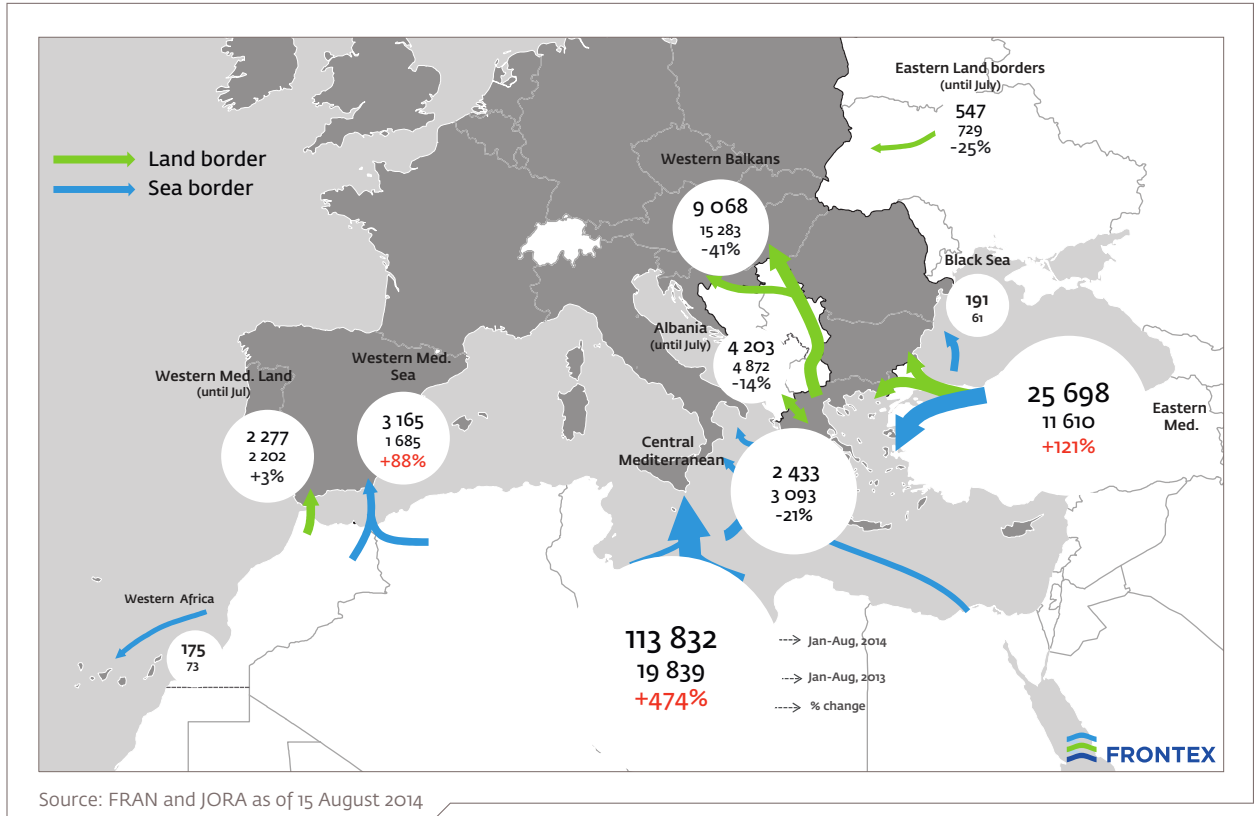 Eastern Land borders
(until July)
547
729
-25%
Land border
Sea border
Western Balkans
9 068
15 283
-41%
Black Sea
191
61
Albania
(until July)
4 203
4 872
-14%
Western Med. Land
(until Jul)
2 277
2 202
+3%
Western Med.
Sea
3 165
1 685
+88%
25 698
11 610
+121%
Eastern
Med.
Central
Mediterranean
2 433
3 093
-21%
Western Africa
175
73
113 832
19 839
+474%
Jan-Aug, 2014
Jan-Aug, 2013
% change
FRONTEX
Source: FRAN and JORA as of 15 August 2014